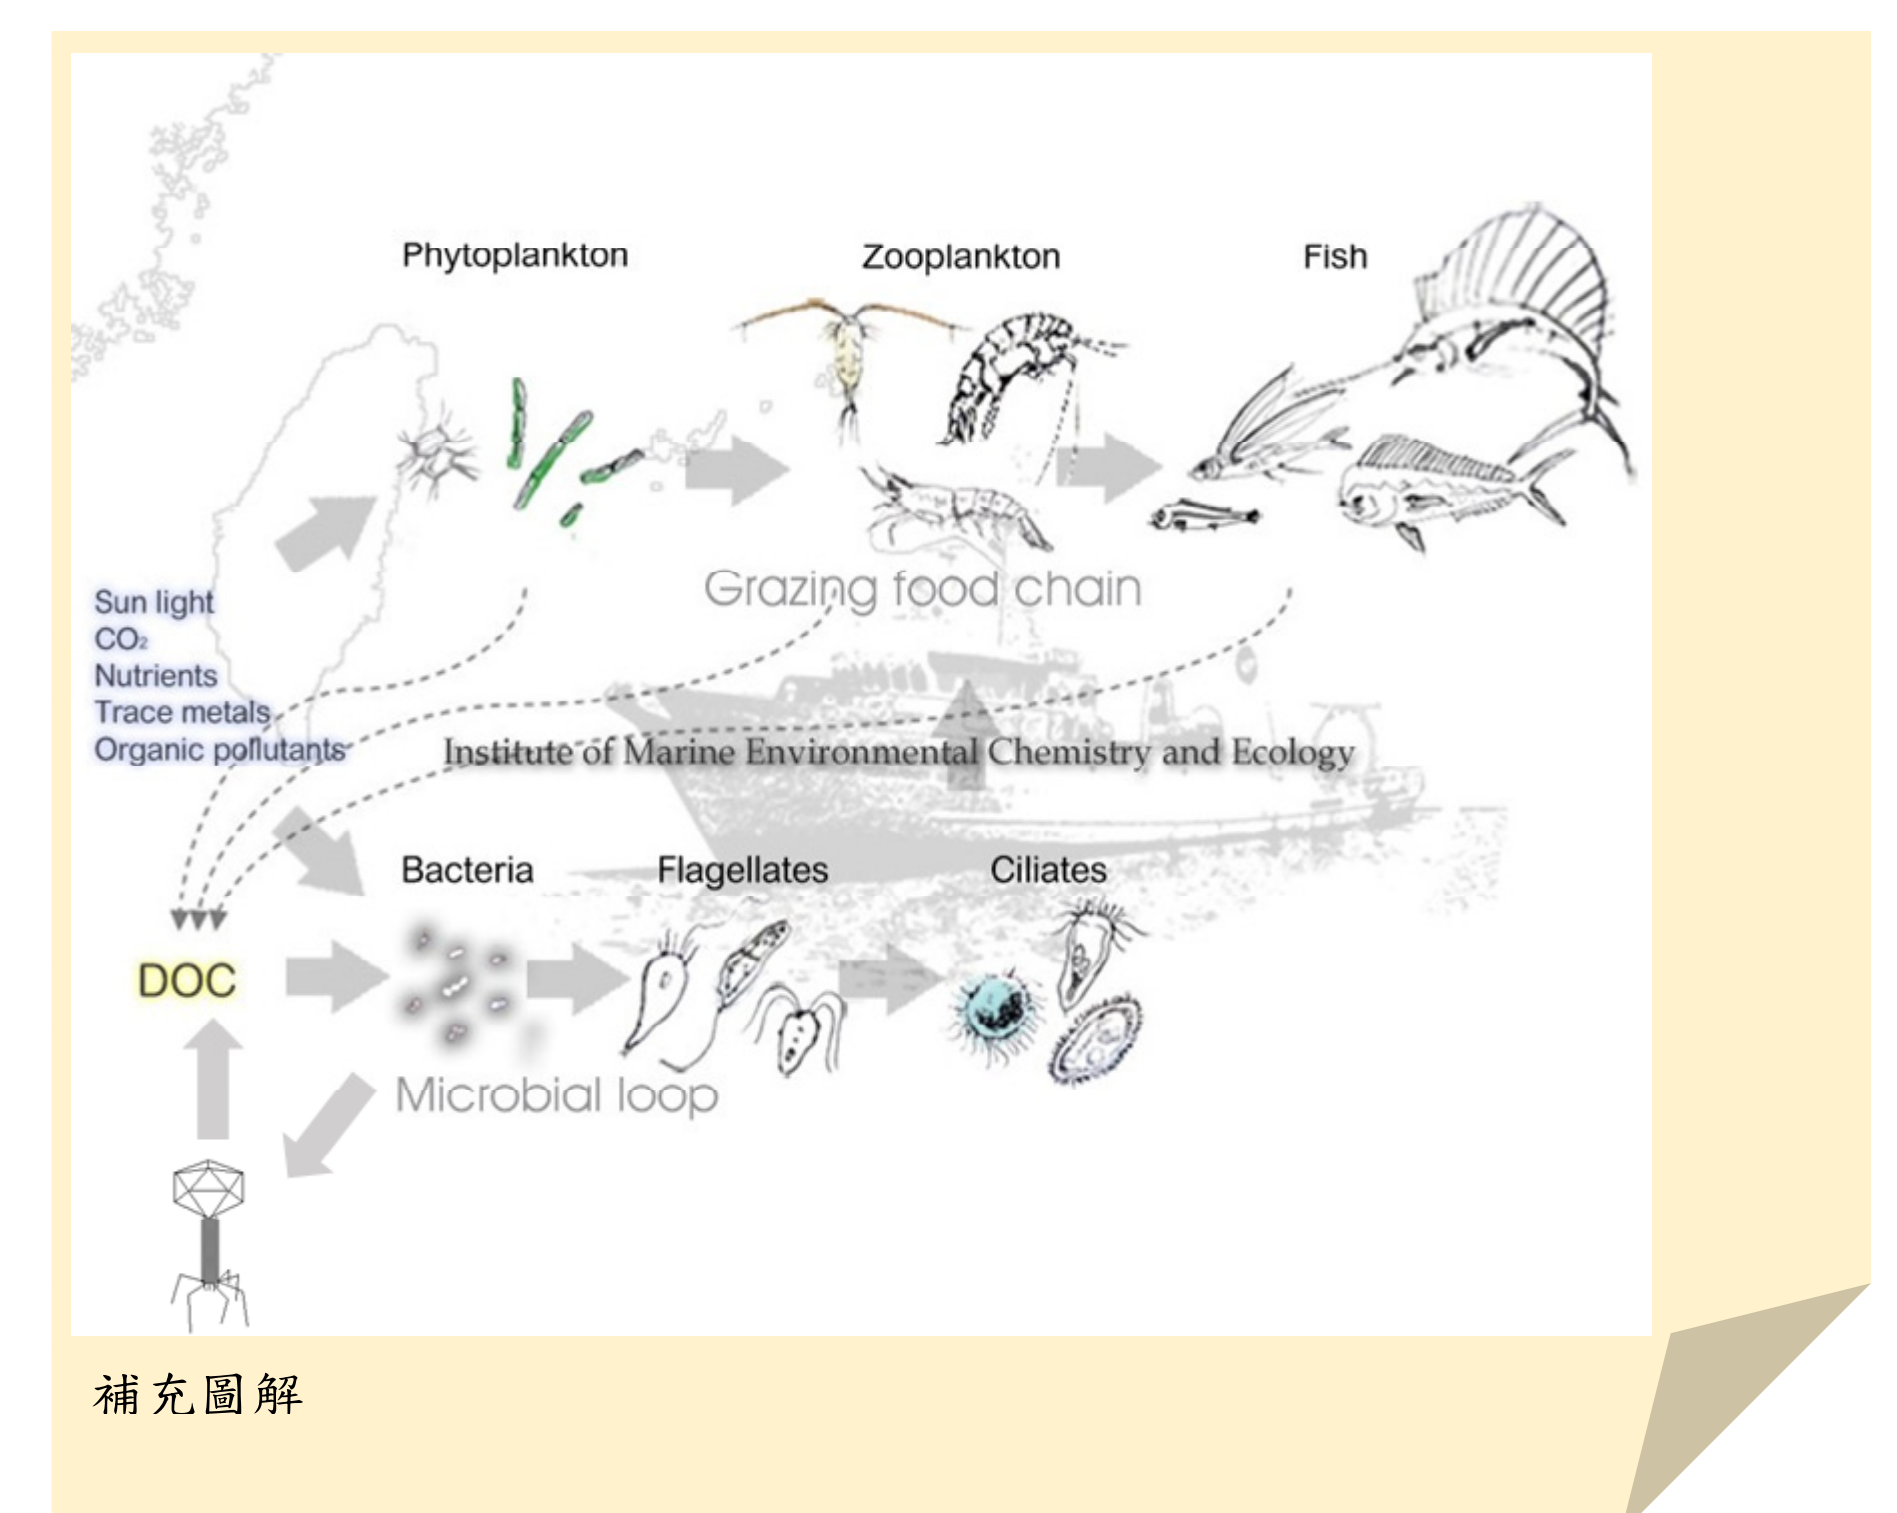 Phytoplankton
Zooplankton
Fish
Grazing food chain
Sun light
CO₂
Nutrients
Trace metals
Organic pollutants
Institute of Marine Environmental Chemistry and Ecology
Bacteria
Flagellates
Ciliates
DOC
Microbial loop
補充圖解